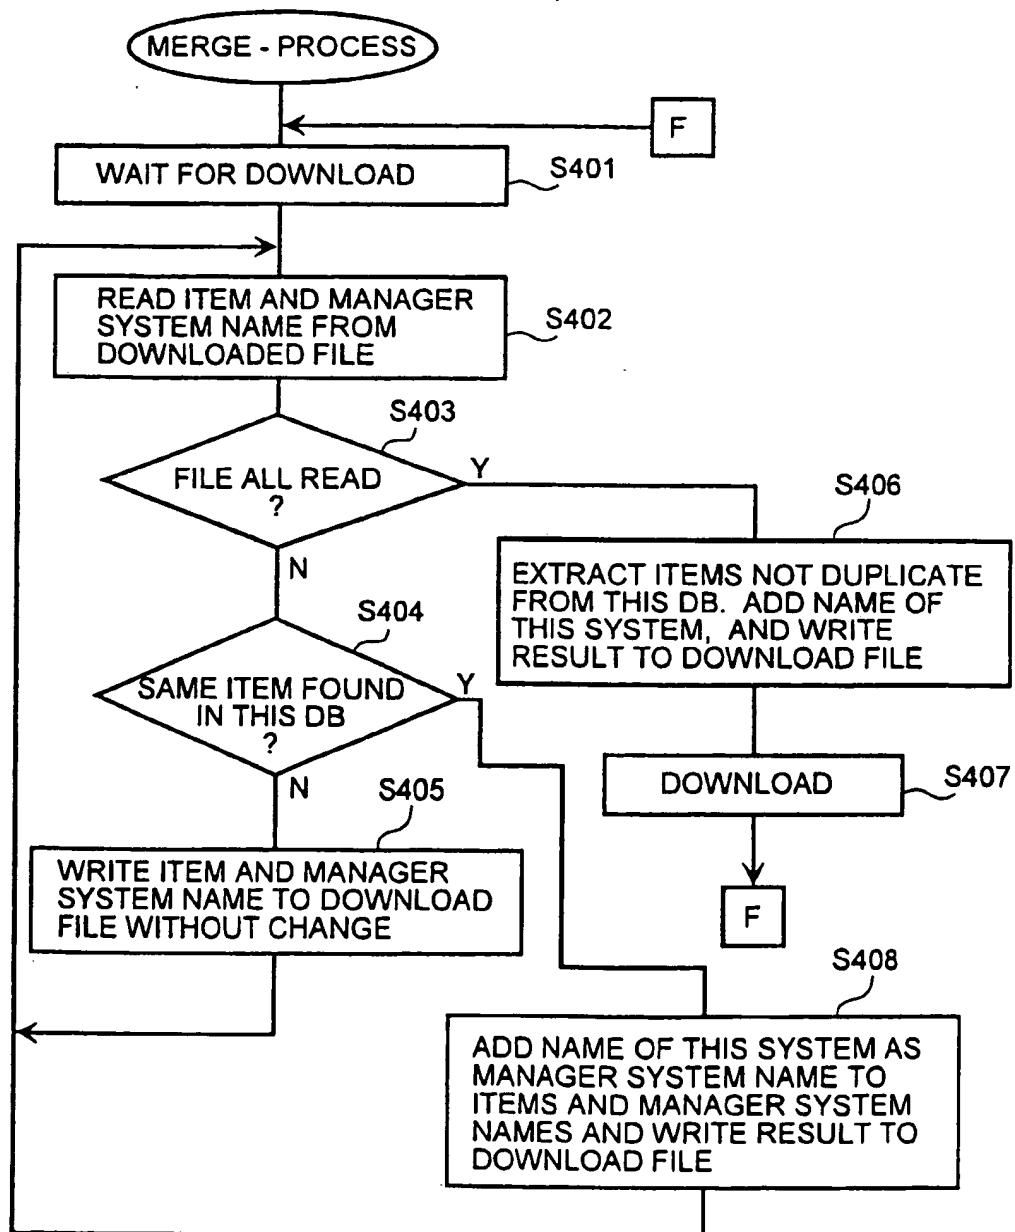 MERGE - PROCESS
F
WAIT FOR DOWNLOAD
S401
READ ITEM AND MANAGER
SYSTEM NAME FROM
DOWNLOADED FILE
S402
S403
FILE ALL READ
?
Y
N
S406
EXTRACT ITEMS NOT DUPLICATE
FROM THIS DB. ADD NAME OF
THIS SYSTEM, AND WRITE
RESULT TO DOWNLOAD FILE
S404
SAME ITEM FOUND
IN THIS DB
?
Y
N
DOWNLOAD
S407
S405
WRITE ITEM AND MANAGER
SYSTEM NAME TO DOWNLOAD
FILE WITHOUT CHANGE
F
S408
ADD NAME OF THIS SYSTEM AS
MANAGER SYSTEM NAME TO
ITEMS AND MANAGER SYSTEM
NAMES AND WRITE RESULT TO
DOWNLOAD FILE